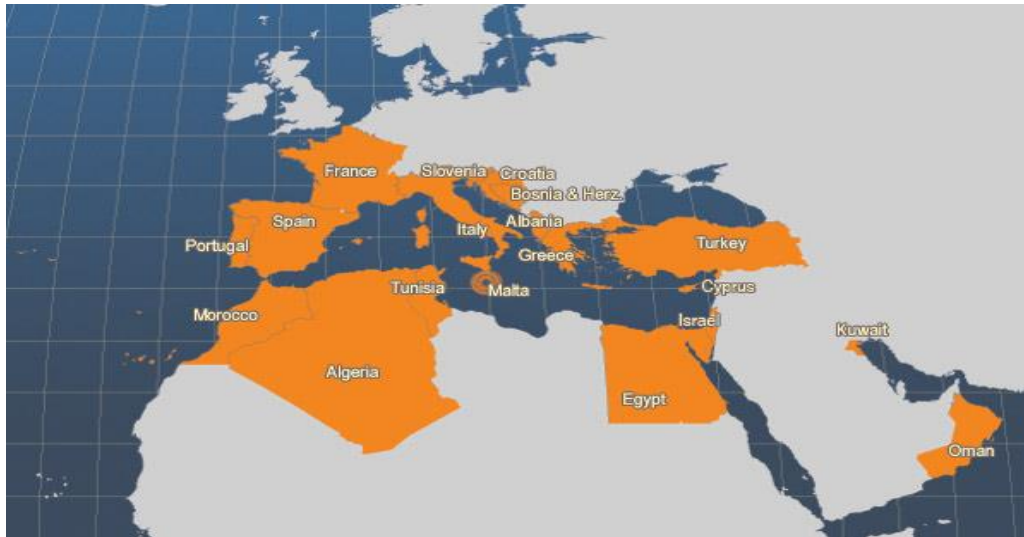 France
Slovenia
Croatia
Bosnia & Herz.
Spain
Albania
Italy
Portugal
Turkey
Greece
Tunisia
Malta
Cyprus
Morocco
Israel
Kuwait
Algeria
Egypt
Oman